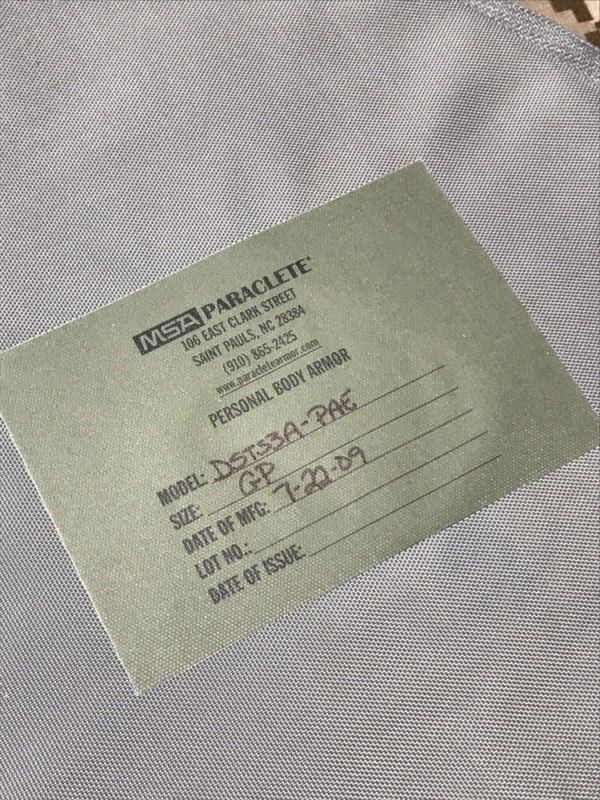 MSA PARACLETE®
106 EAST CLARK STREET
SAINT PAULS, NC 28384
(910) 865-2425
www.paracletearmor.com
PERSONAL BODY ARMOR
MODEL: DSTS3A-PAE
SIZE: GP
DATE OF MFG: 7-22-09
LOT NO.:
DATE OF ISSUE: